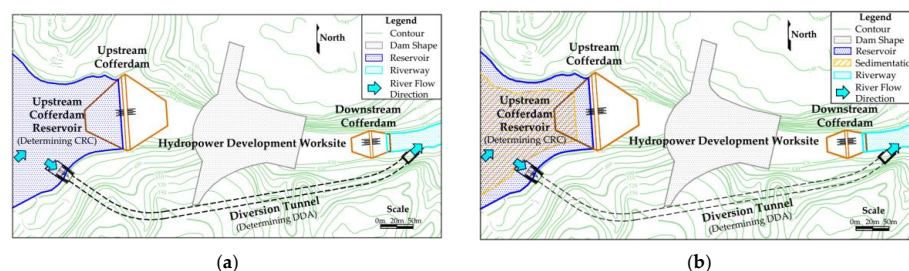 Legend
Contour
Dam Shape
Reservoir
Riverway
River Flow
Direction
North
Upstream
Cofferdam
Downstream
Cofferdam
Upstream
Cofferdam
Reservoir
(Determining CRC)
Hydropower Development Worksite
Diversion Tunnel
(Determining DDA)
Scale
0m 20m 50m
(a)
Legend
Contour
Dam Shape
Reservoir
Sedimentatio
Riverway
River Flow
Direction
North
Upstream
Cofferdam
Downstream
Cofferdam
Upstream
Cofferdam
Reservoir
(Determining CRC)
Hydropower Development Worksite
Diversion Tunnel
(Determining DDA)
Scale
0m 20m 50m
(b)